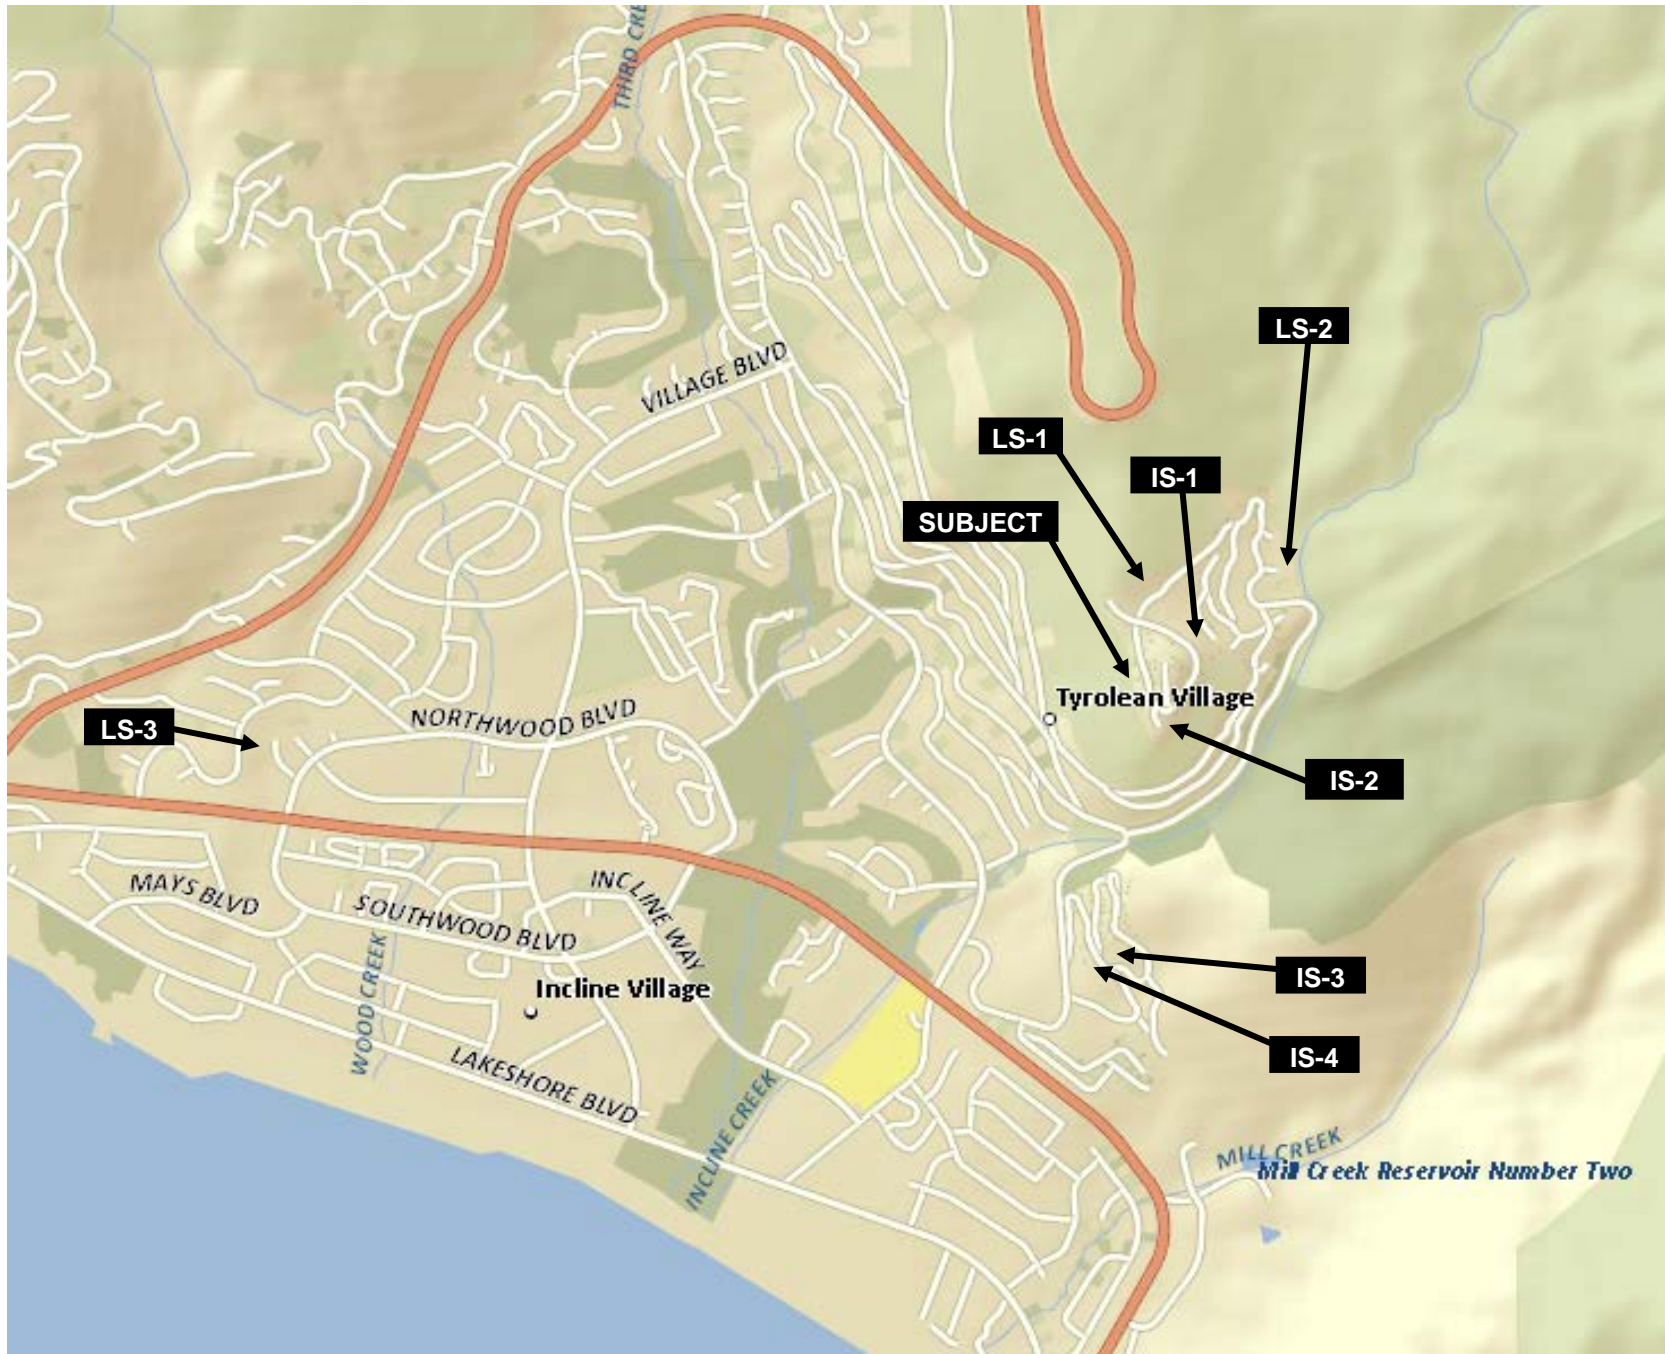 THIRD CRE
LS-2
VILLAGE BLVD
LS-1
IS-1
SUBJECT
Tyrolean Village
NORTHWOOD BLVD
LS-3
IS-2
MAYS BLVD
SOUTHWOOD BLVD
INCLINE WAY
WOOD CREEK
IS-3
Incline Village
IS-4
LAKESHORE BLVD
INCLINE CREEK
MILL CREEK
Mill Creek Reservoir Number Two